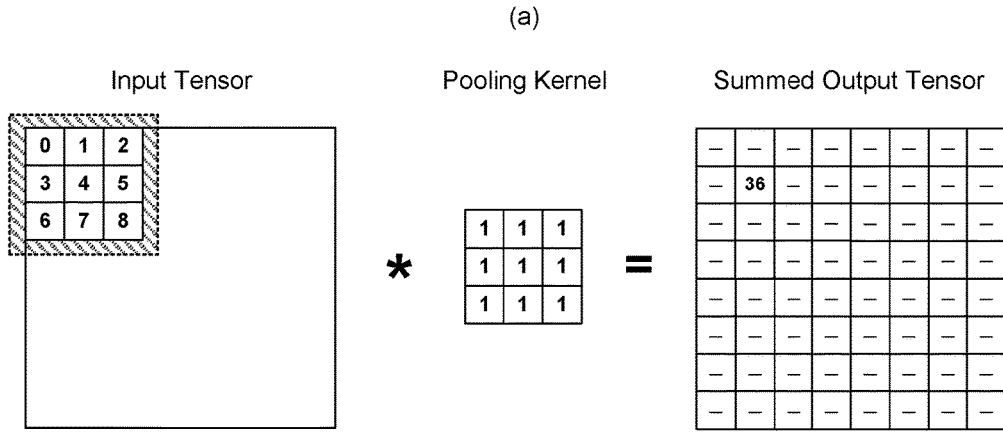 (a)
Input Tensor Pooling Kernel Summed Output Tensor
0 1 2 — — — — — — — —
3 4 5 — 36 — — — — — —
6 7 8 1 1 1 — — — — — — — —
* 1 1 1 = — — — — — — — —
1 1 1 — — — — — — — —
— — — — — — — —
— — — — — — — —
— — — — — — — —